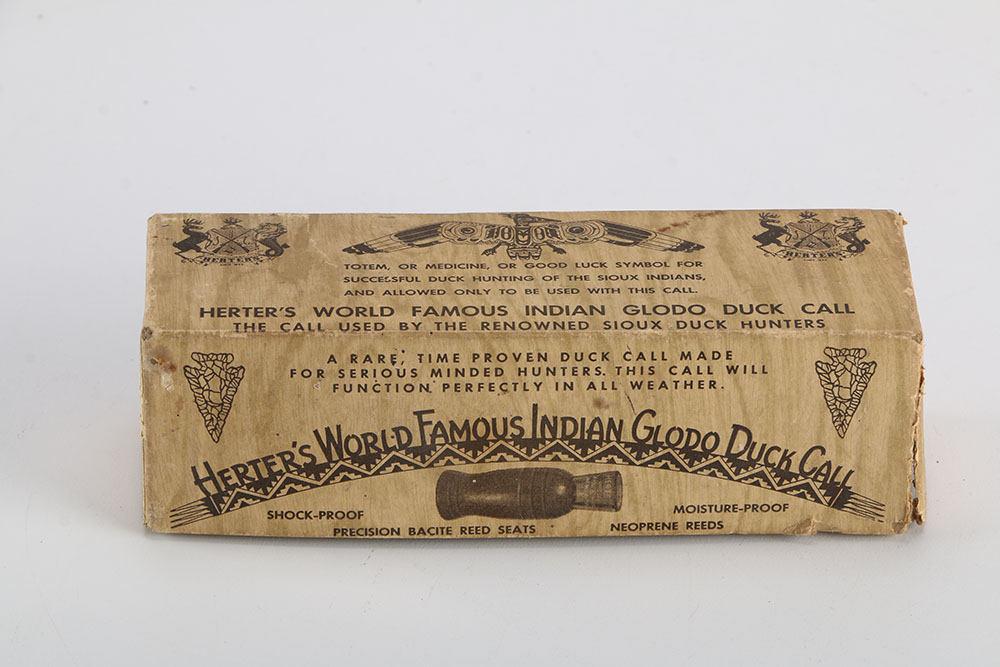 HERTER'S
HERTER'S
TOTEM, OR MEDICINE, OR GOOD LUCK SYMBOL FOR
SUCCESSFUL DUCK HUNTING OF THE SIOUX INDIANS,
AND ALLOWED ONLY TO BE USED WITH THIS CALL.
HERTER'S WORLD FAMOUS INDIAN GLODO DUCK CALL
THE CALL USED BY THE RENOWNED SIOUX DUCK HUNTERS
A RARE, TIME PROVEN DUCK CALL MADE
FOR SERIOUS MINDED HUNTERS. THIS CALL WILL
FUNCTION PERFECTLY IN ALL WEATHER.
HERTER'S WORLD FAMOUS INDIAN GLODO DUCK CALL
SHOCK-PROOF
MOISTURE-PROOF
PRECISION BACITE REED SEATS
NEOPRENE REEDS